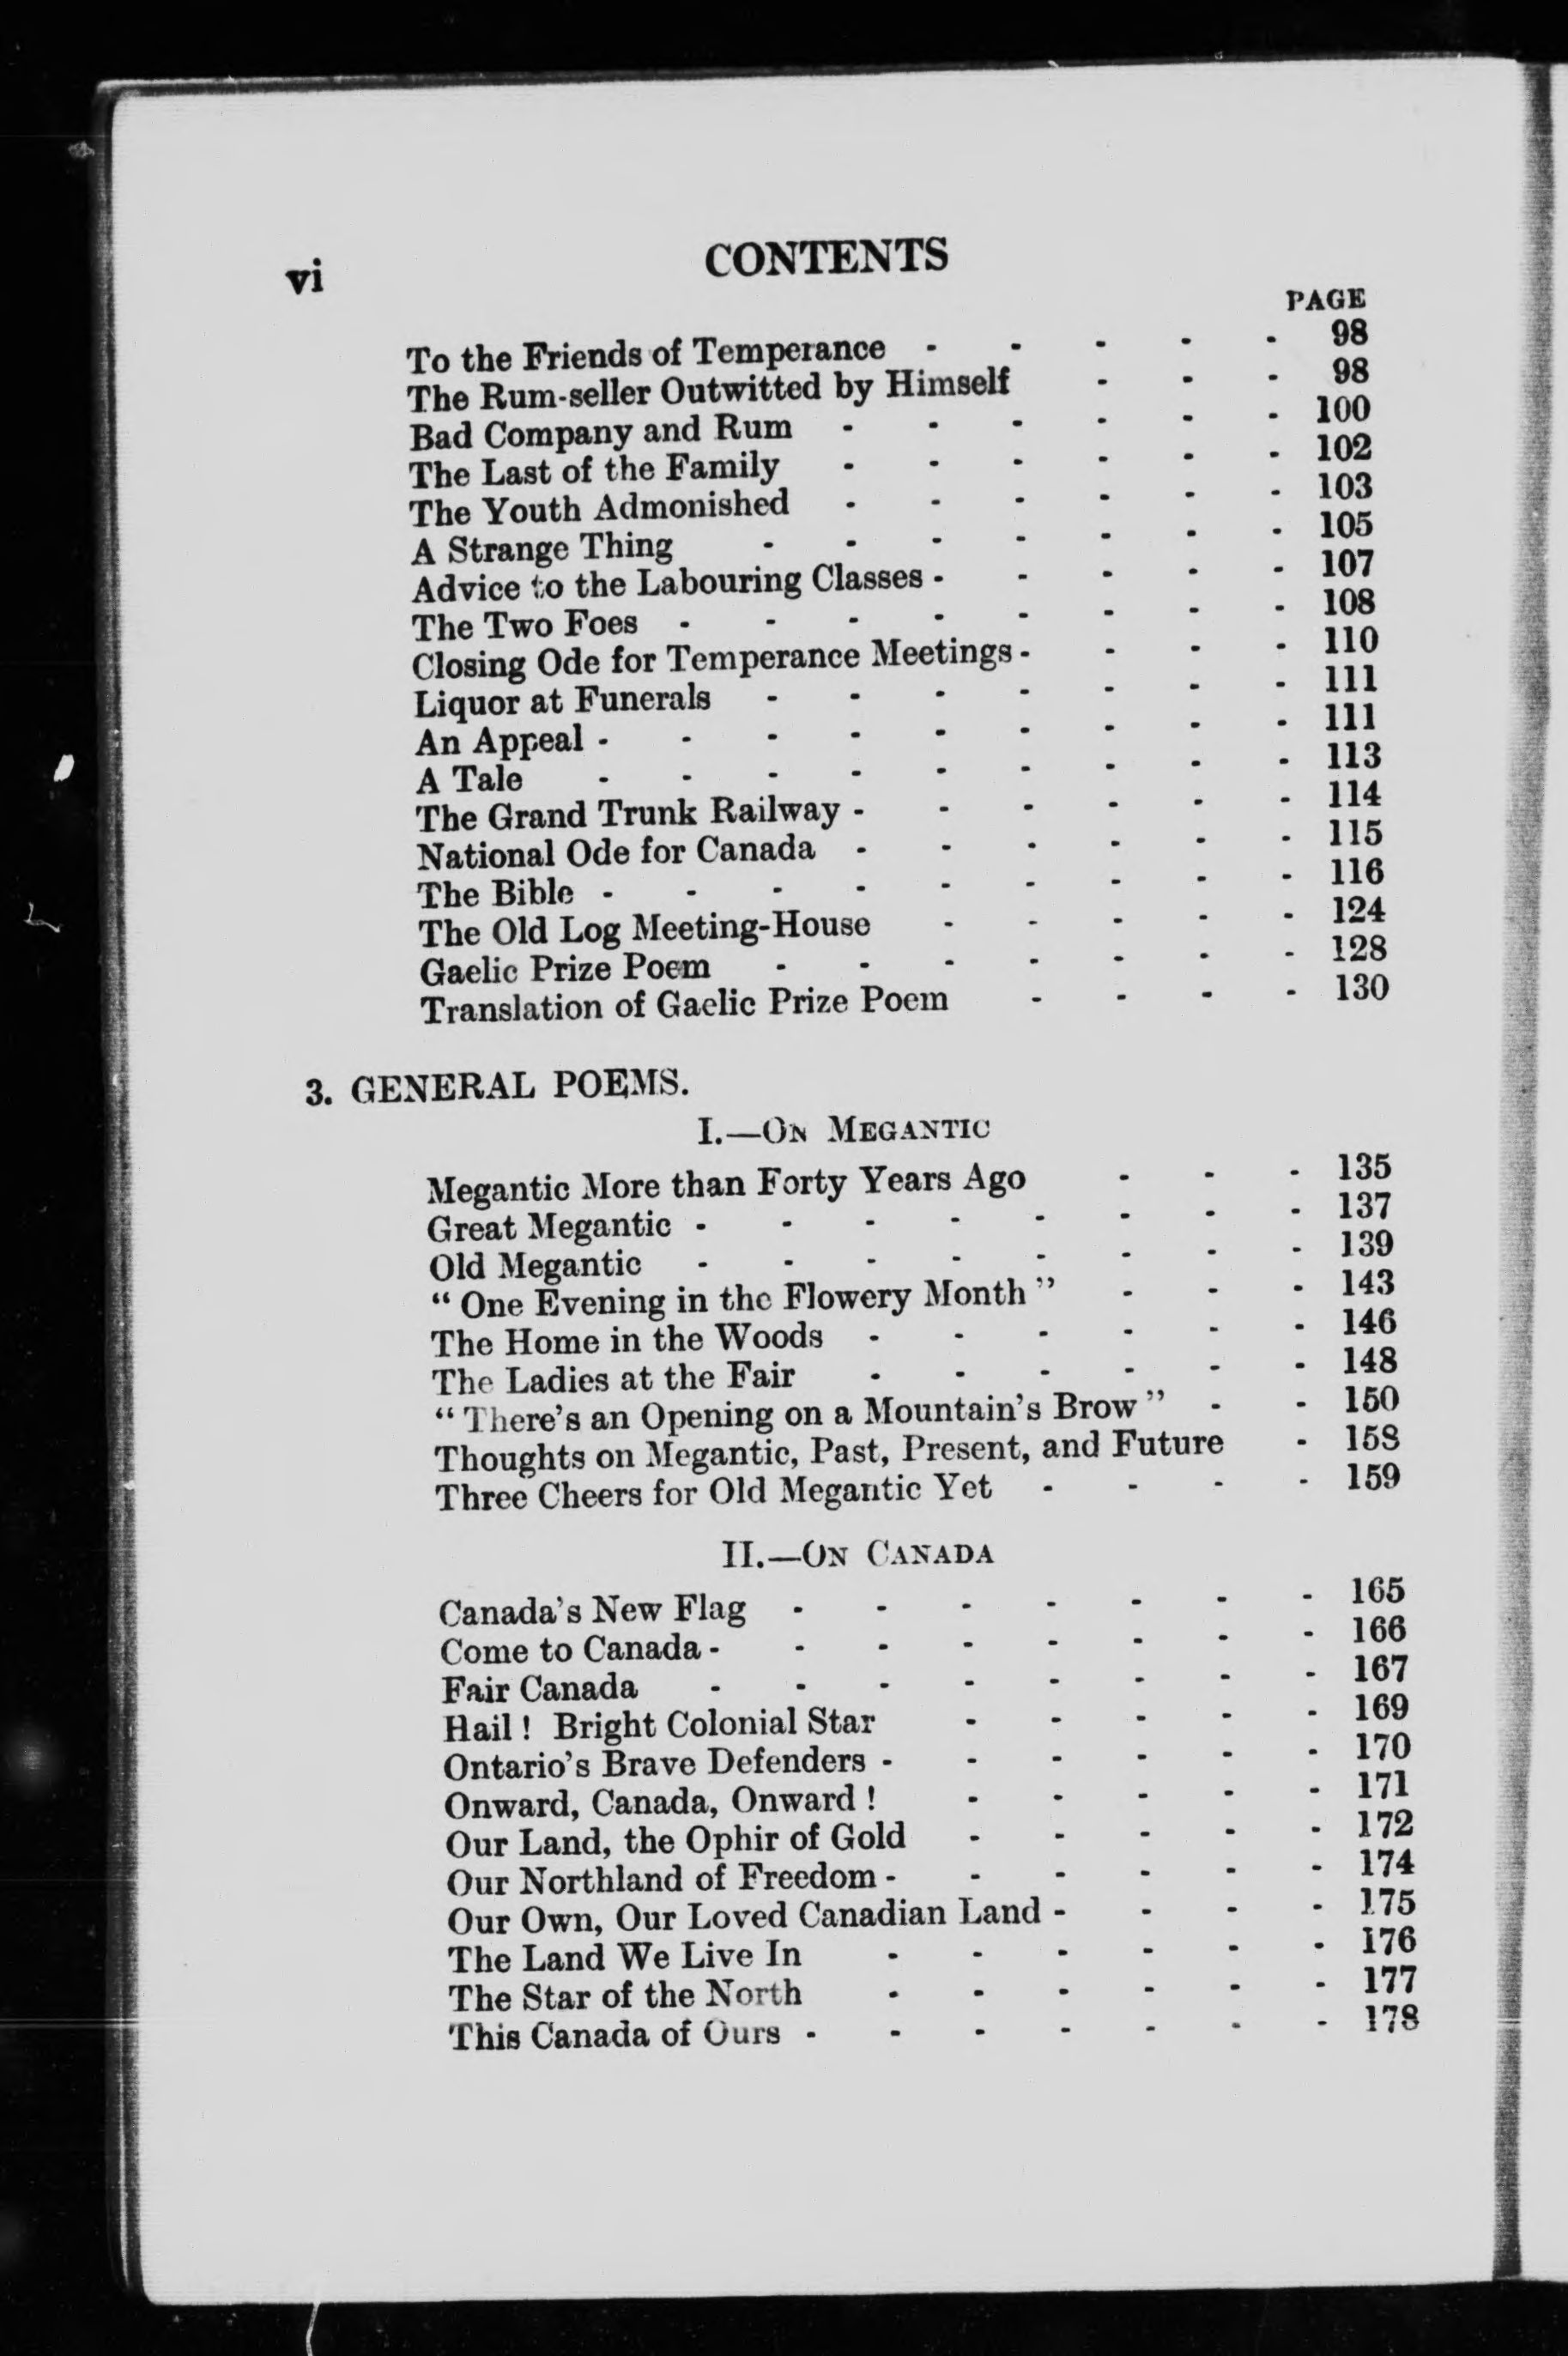 vi
CONTENTS
PAGE
To the Friends of Temperance - - - - - 98
The Rum-seller Outwitted by Himself - - - 98
Bad Company and Rum - - - - - - 100
The Last of the Family - - - - - - 102
The Youth Admonished - - - - - - 103
A Strange Thing - - - - - - - 105
Advice to the Labouring Classes - - - - - 107
The Two Foes - - - - - - - - 108
Closing Ode for Temperance Meetings - - - - 110
Liquor at Funerals - - - - - - - 111
An Appeal - - - - - - - - - 111
A Tale - - - - - - - - - 113
The Grand Trunk Railway - - - - - - 114
National Ode for Canada - - - - - - 115
The Bible - - - - - - - - - 116
The Old Log Meeting-House - - - - - 124
Gaelic Prize Poem - - - - - - - 128
Translation of Gaelic Prize Poem - - - - 130
3. GENERAL POEMS.
I.—On Megantic
Megantic More than Forty Years Ago - - - 135
Great Megantic - - - - - - - - 137
Old Megantic - - - - - - - - 139
“ One Evening in the Flowery Month ” - - - 143
The Home in the Woods - - - - - - 146
The Ladies at the Fair - - - - - - 148
“ There's an Opening on a Mountain's Brow ” - - 150
Thoughts on Megantic, Past, Present, and Future - 158
Three Cheers for Old Megantic Yet - - - - 159
II.—On Canada
Canada's New Flag - - - - - - - 165
Come to Canada - - - - - - - - 166
Fair Canada - - - - - - - - 167
Hail ! Bright Colonial Star - - - - - 169
Ontario's Brave Defenders - - - - - - 170
Onward, Canada, Onward ! - - - - - 171
Our Land, the Ophir of Gold - - - - - 172
Our Northland of Freedom - - - - - - 174
Our Own, Our Loved Canadian Land - - - - 175
The Land We Live In - - - - - - 176
The Star of the North - - - - - - 177
This Canada of Ours - - - - - - - 178